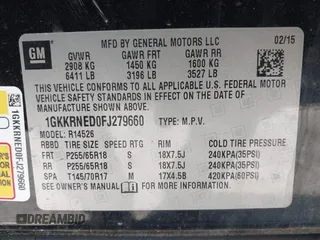 GM
MFD BY GENERAL MOTORS LLC 02/15
GVWR GAWR FRT GAWR RR
2908 KG 1450 KG 1600 KG
6411 LB 3196 LB 3527 LB
THIS VEHICLE CONFORMS TO ALL APPLICABLE U.S. FEDERAL MOTOR
VEHICLE SAFETY STANDARDS IN EFFECT ON THE DATE OF
MANUFACTURE SHOWN ABOVE.
1GKKRNED0FJ279660 TYPE: M.P.V.
MODEL: R14526
RBBD TIRE SIZE SPEED RTG RIM COLD TIRE PRESSURE
FRT P255/65R18 S 18X7.5J 240KPA(35PSI)
RR P255/65R18 S 18X7.5J 240KPA(35PSI)
SPA T145/70R17 M 17X4.5B 420KPA(60PSI)
SEE OWNER'S MANUAL FOR MORE INFORMATION.
1GKKRNED0FJ279660
DREAMBID